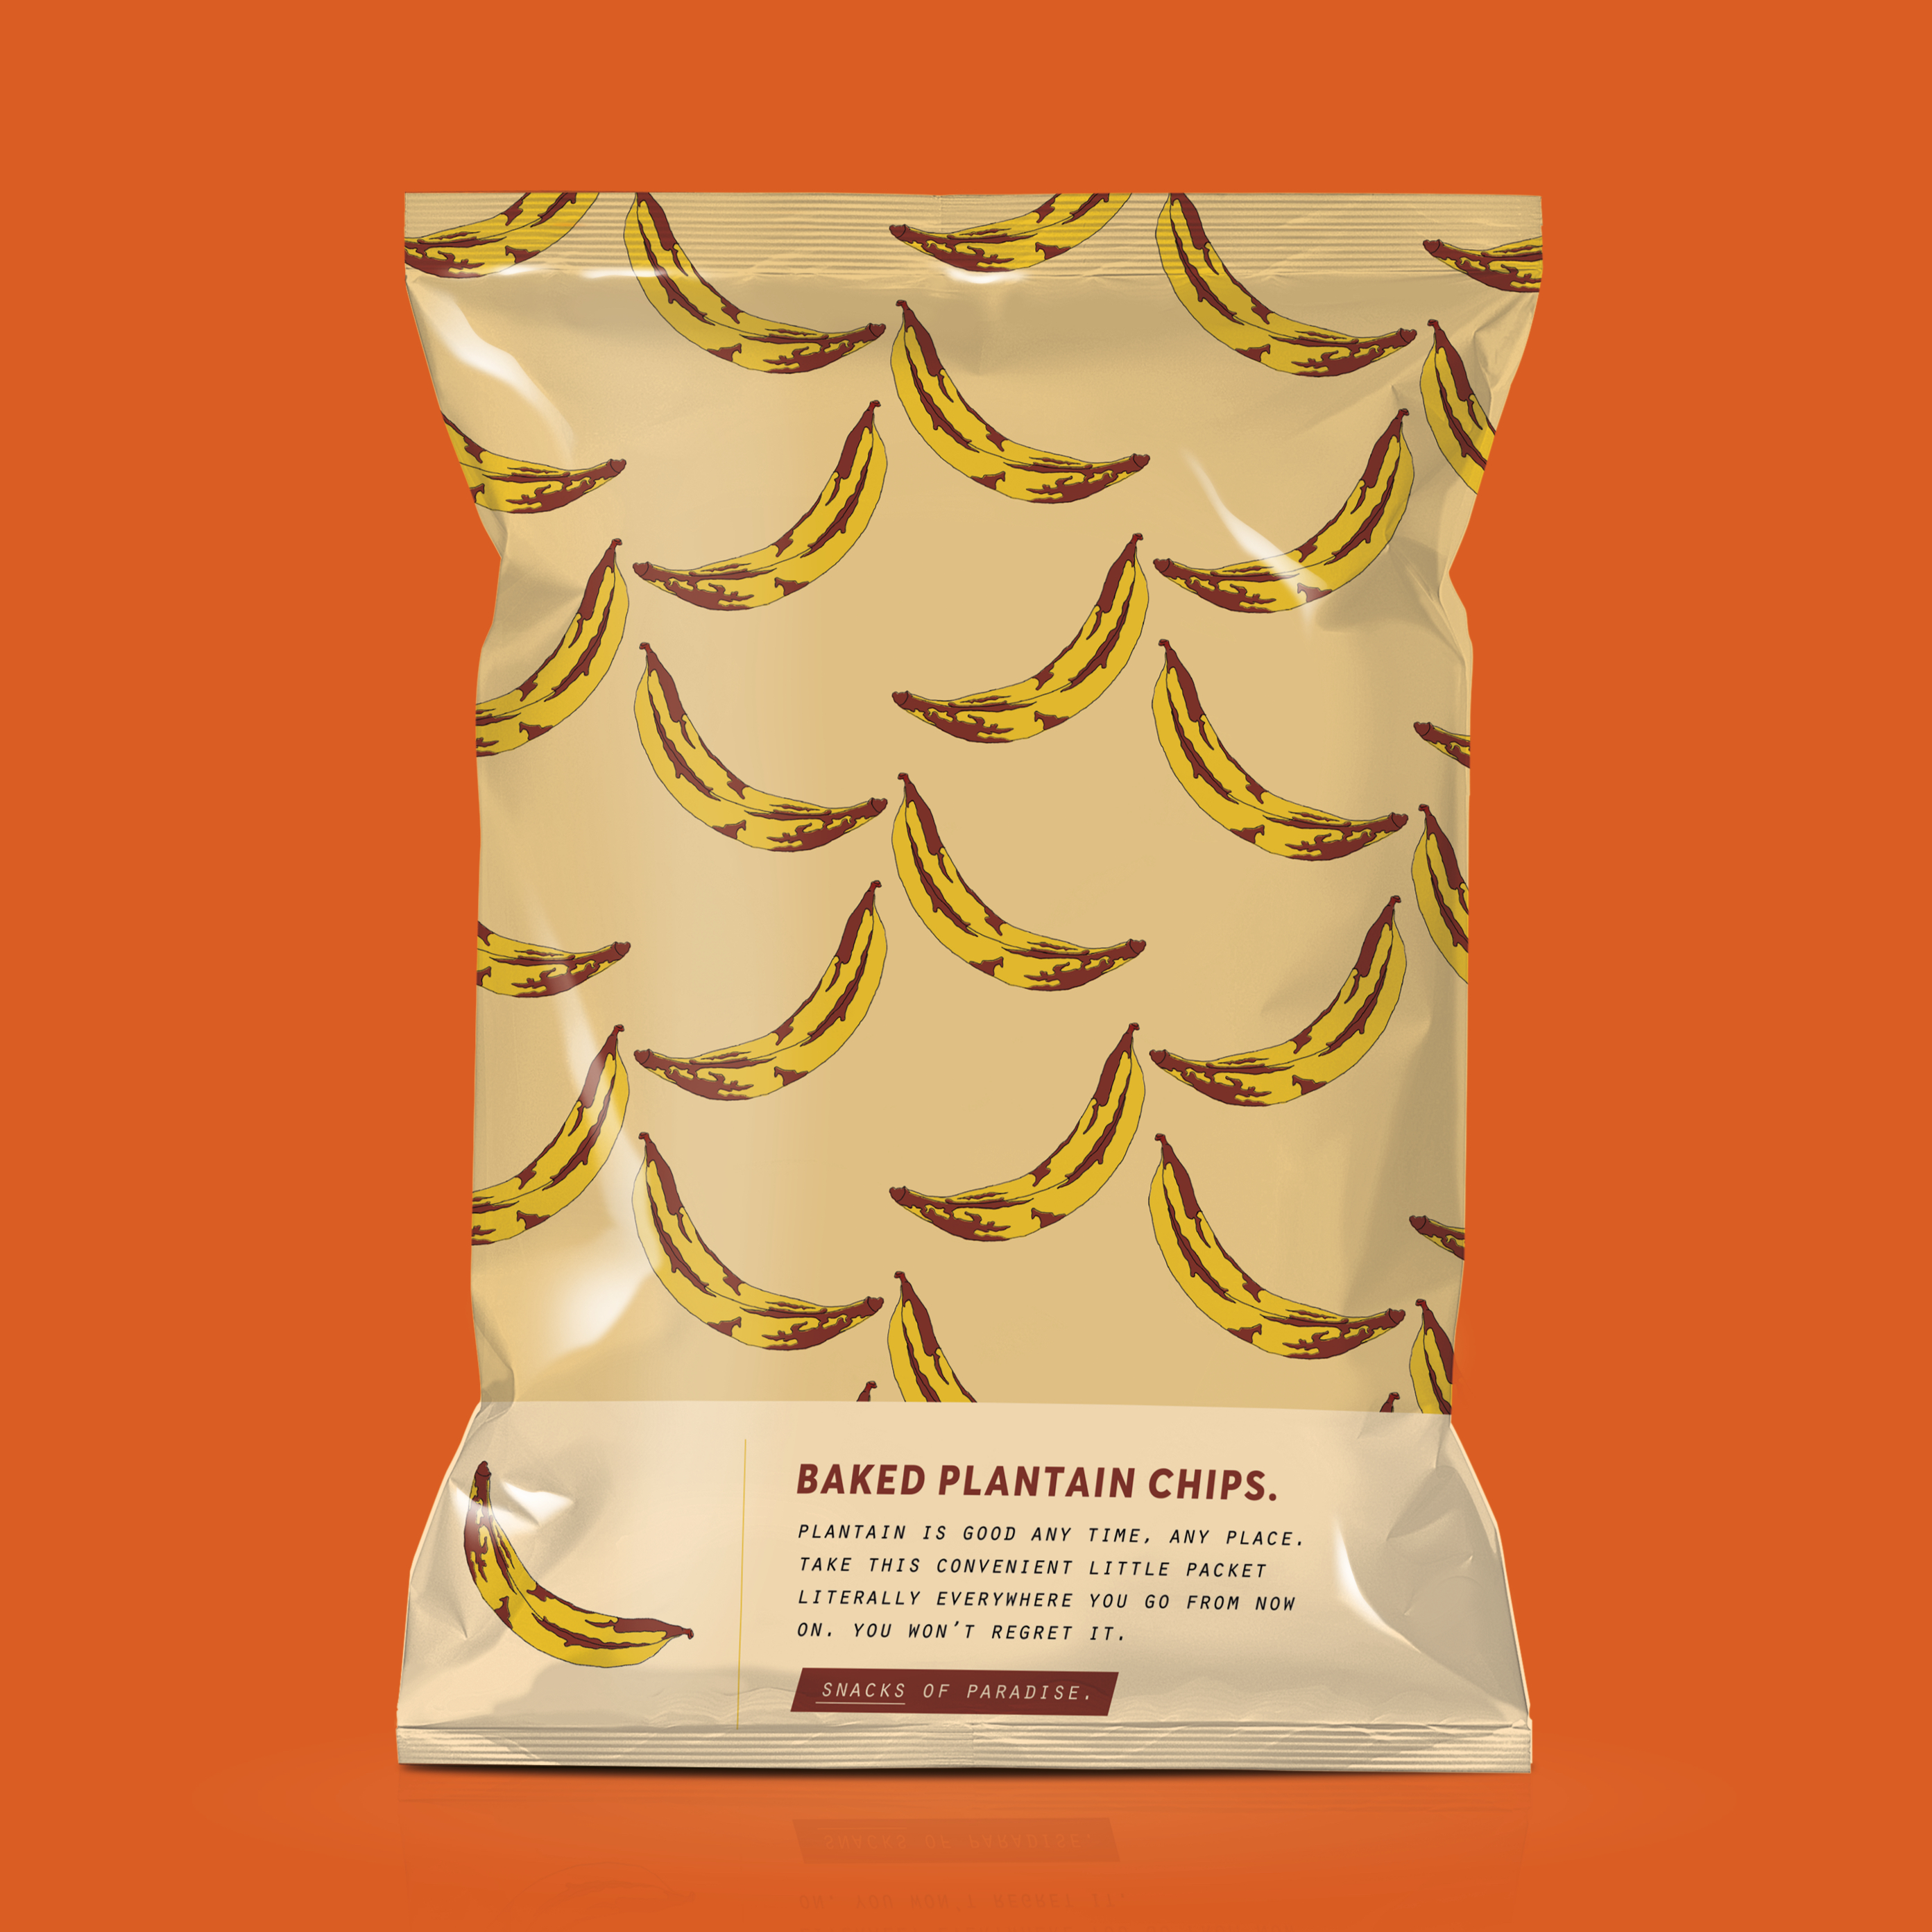 BAKED PLANTAIN CHIPS.
PLANTAIN IS GOOD ANY TIME, ANY PLACE.
TAKE THIS CONVENIENT LITTLE PACKET
LITERALLY EVERYWHERE YOU GO FROM NOW
ON. YOU WON'T REGRET IT.
SNACKS OF PARADISE.